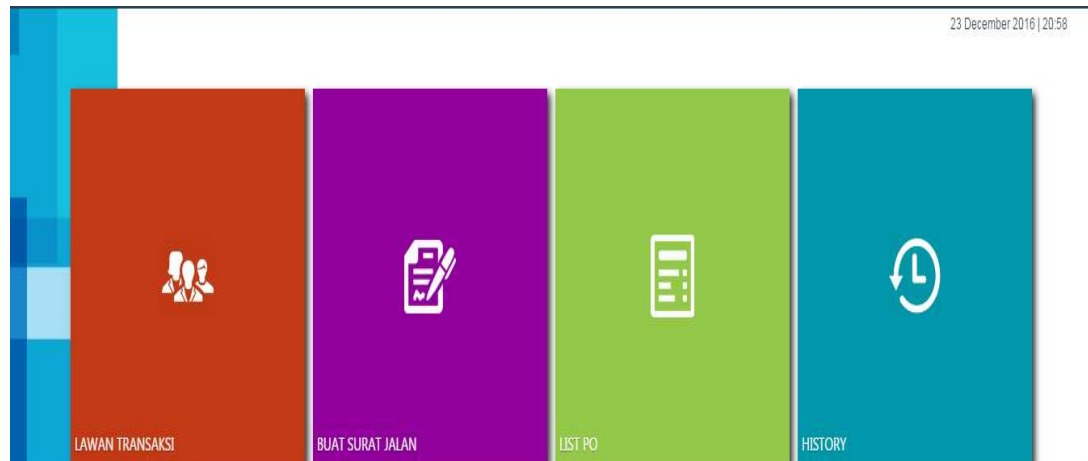 23 December 2016 | 20:58
LAWAN TRANSAKSI
BUAT SURAT JALAN
LIST PO
HISTORY